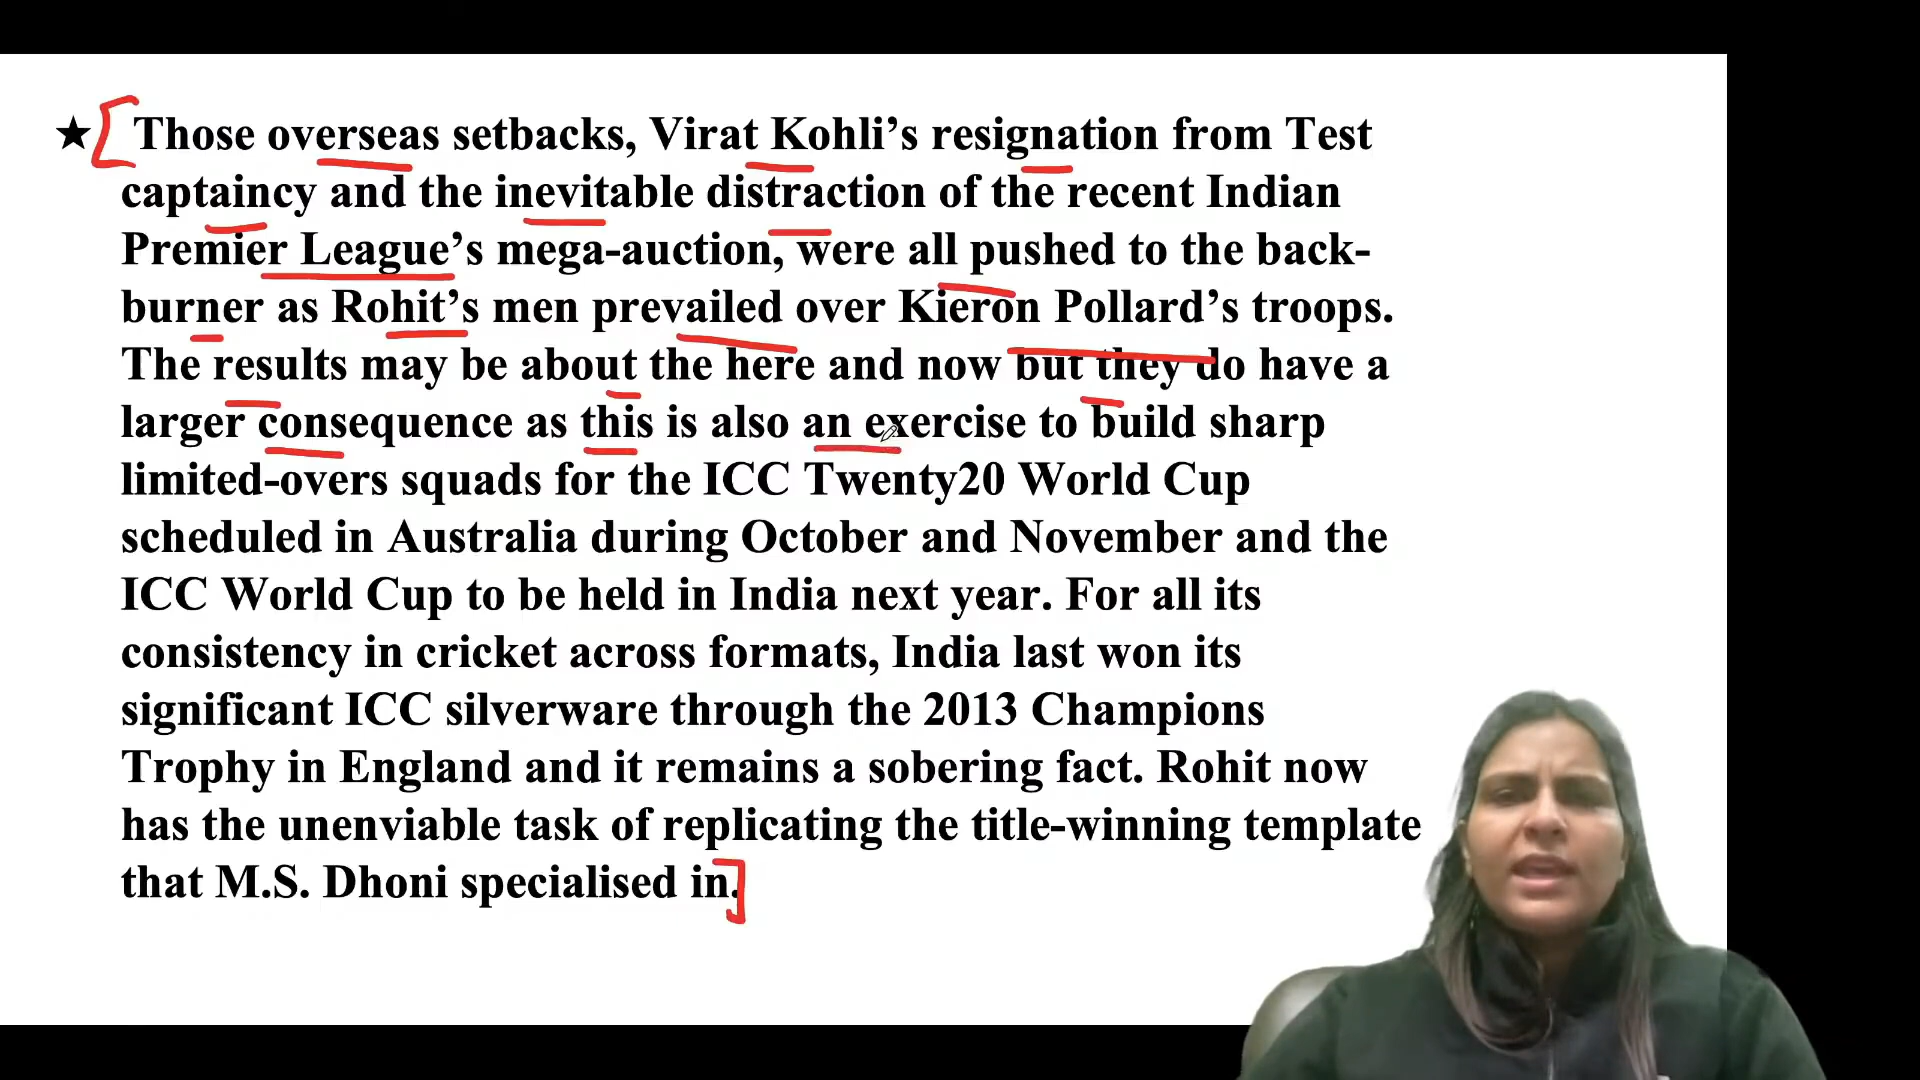 ★ Those overseas setbacks, Virat Kohli’s resignation from Test
captaincy and the inevitable distraction of the recent Indian
Premier League’s mega-auction, were all pushed to the back-
burner as Rohit’s men prevailed over Kieron Pollard’s troops.
The results may be about the here and now but they do have a
larger consequence as this is also an exercise to build sharp
limited-overs squads for the ICC Twenty20 World Cup
scheduled in Australia during October and November and the
ICC World Cup to be held in India next year. For all its
consistency in cricket across formats, India last won its
significant ICC silverware through the 2013 Champions
Trophy in England and it remains a sobering fact. Rohit now
has the unenviable task of replicating the title-winning template
that M.S. Dhoni specialised in.